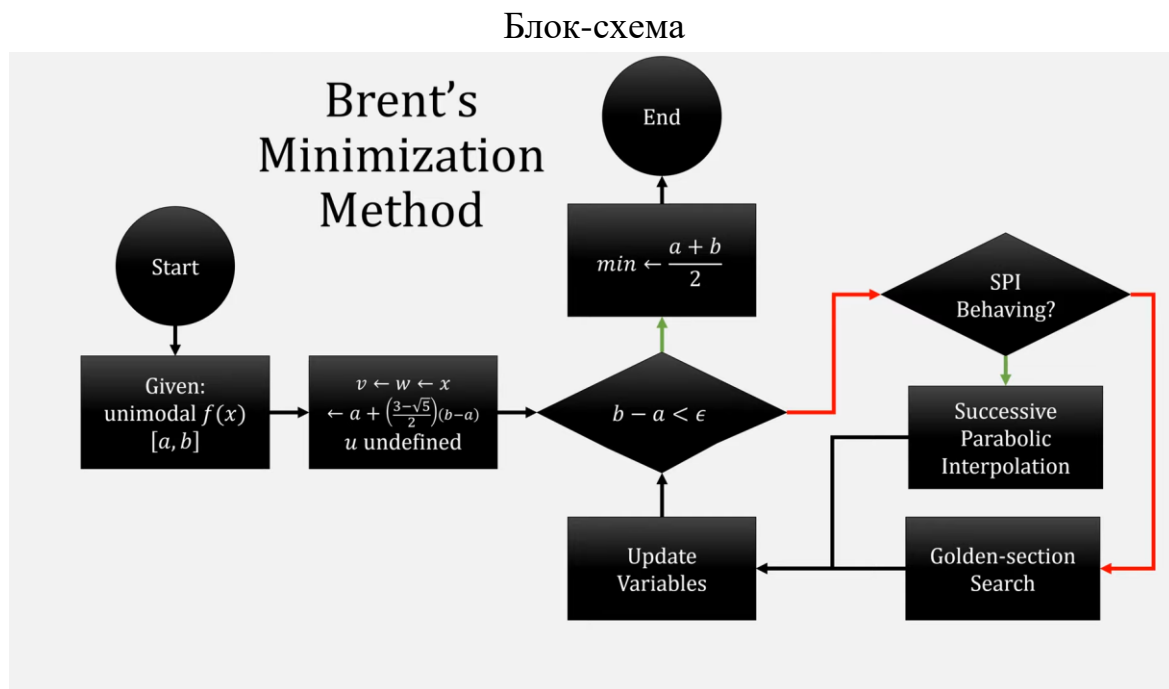 Блок-схема
Brent's
Minimization
Method
Start
Given:
unimodal f(x)
[a, b]
v ← w ← x
← a + ((3−√5)/2)(b−a)
u undefined
b − a < ϵ
min ← (a + b)/2
End
SPI
Behaving?
Successive
Parabolic
Interpolation
Golden-section
Search
Update
Variables